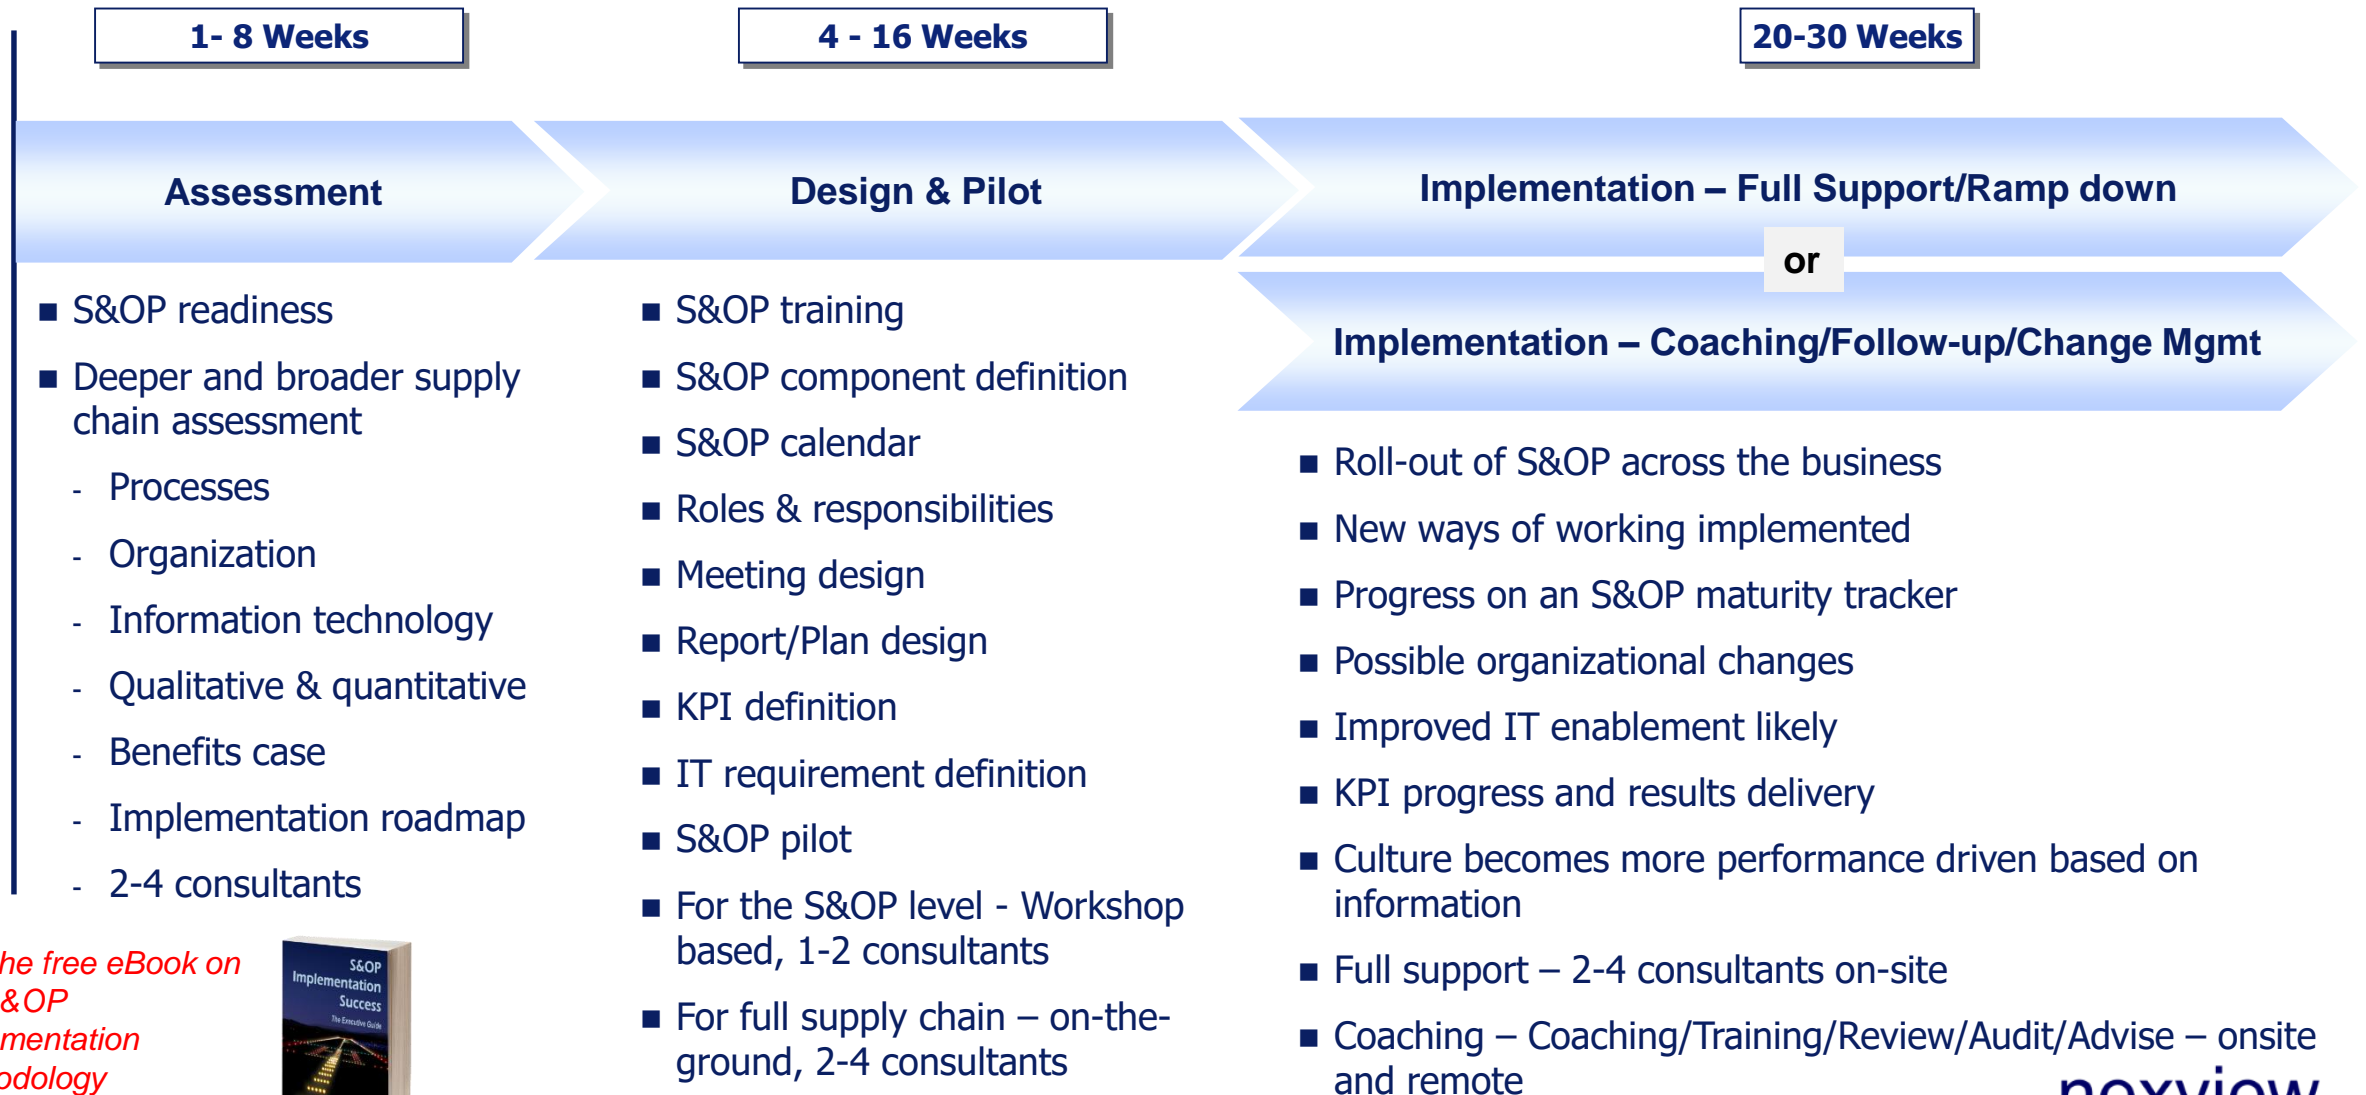 1- 8 Weeks
4 - 16 Weeks
20-30 Weeks
Assessment
Design & Pilot
Implementation – Full Support/Ramp down
or
Implementation – Coaching/Follow-up/Change Mgmt
■ S&OP readiness
■ Deeper and broader supply
chain assessment
- Processes
- Organization
- Information technology
- Qualitative & quantitative
- Benefits case
- Implementation roadmap
- 2-4 consultants
■ S&OP training
■ S&OP component definition
■ S&OP calendar
■ Roles & responsibilities
■ Meeting design
■ Report/Plan design
■ KPI definition
■ IT requirement definition
■ S&OP pilot
■ For the S&OP level - Workshop
based, 1-2 consultants
■ For full supply chain – on-the-
ground, 2-4 consultants
■ Roll-out of S&OP across the business
■ New ways of working implemented
■ Progress on an S&OP maturity tracker
■ Possible organizational changes
■ Improved IT enablement likely
■ KPI progress and results delivery
■ Culture becomes more performance driven based on
information
■ Full support – 2-4 consultants on-site
■ Coaching – Coaching/Training/Review/Audit/Advise – onsite
and remote
he free eBook on
&OP
mentation
odology
S&OP
Implementation
Success
The Executive Guide
nexview